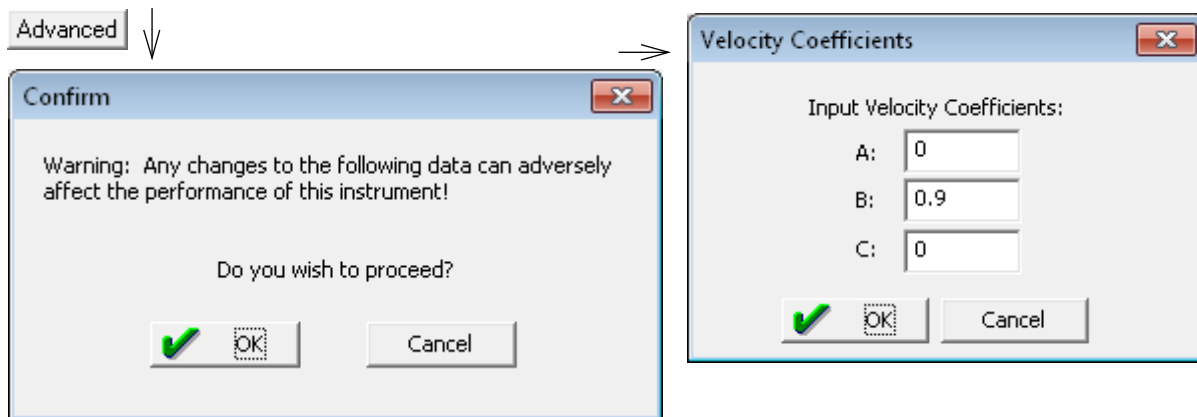 Advanced
Confirm
Warning: Any changes to the following data can adversely
affect the performance of this instrument!
Do you wish to proceed?
OK
Cancel
Velocity Coefficients
Input Velocity Coefficients:
A: 0
B: 0.9
C: 0
OK
Cancel